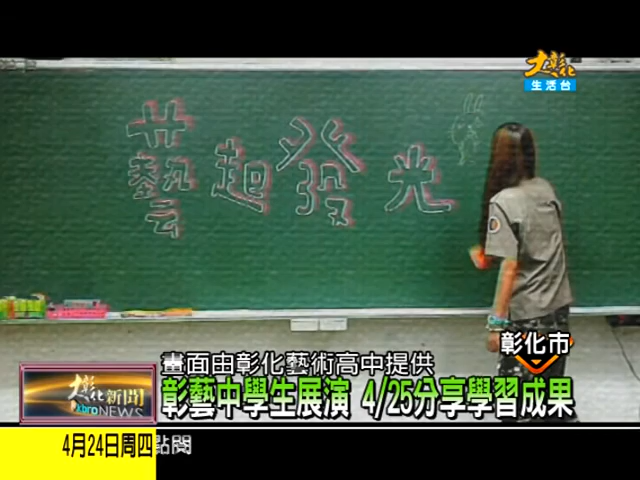 大彰化
生活台
藝起發光
彰化市
畫面由彰化藝術高中提供
彰藝中學生展演 4/25分享學習成果
大彰化新聞
NEWS
4月24日周四
點閱